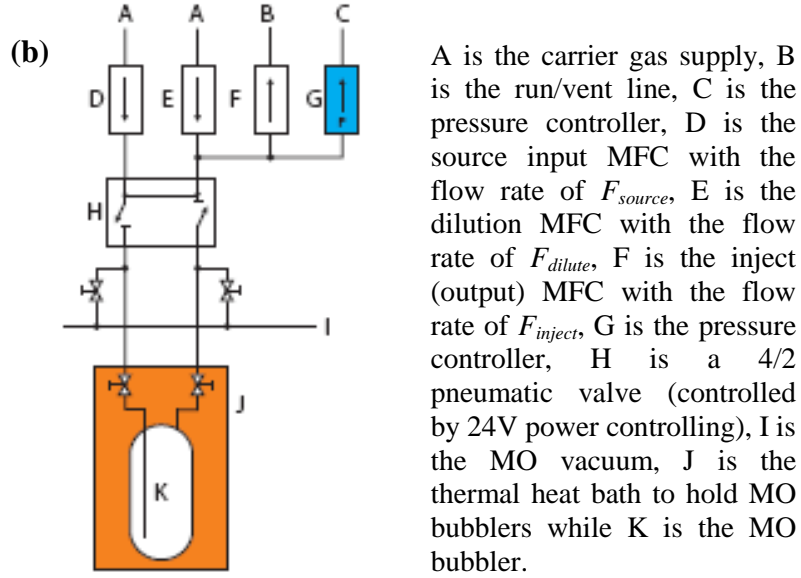 A A B C
(b)
D E F G
P
H
I
J
K
A is the carrier gas supply, B
is the run/vent line, C is the
pressure controller, D is the
source input MFC with the
flow rate of Fsource, E is the
dilution MFC with the flow
rate of Fdilute, F is the inject
(output) MFC with the flow
rate of Finject, G is the pressure
controller, H is a 4/2
pneumatic valve (controlled
by 24V power controlling), I is
the MO vacuum, J is the
thermal heat bath to hold MO
bubblers while K is the MO
bubbler.